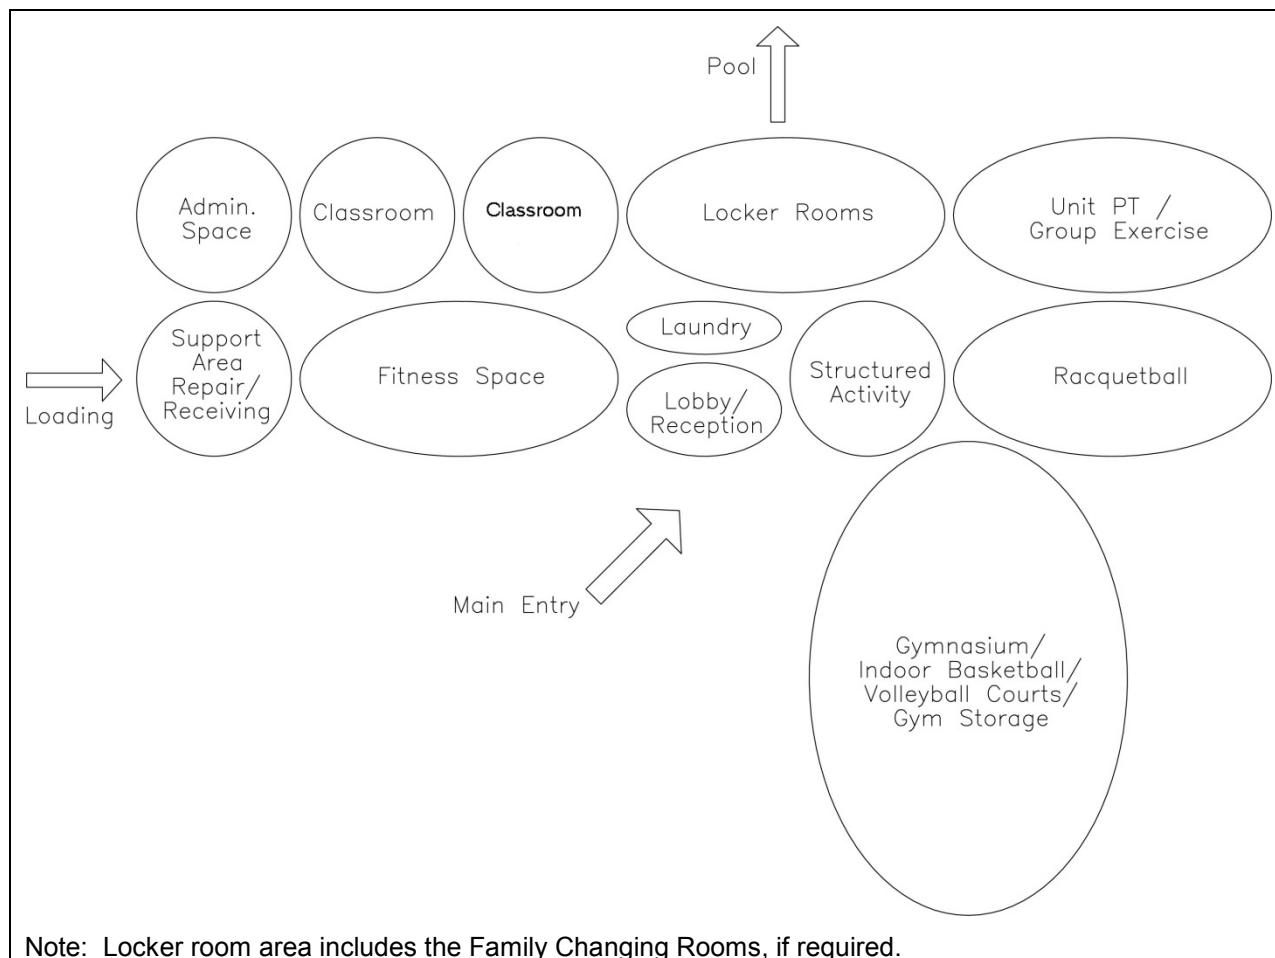 Pool
Admin.
Space
Classroom
Classroom
Locker Rooms
Unit PT /
Group Exercise
Support
Area
Repair/
Receiving
Loading
Fitness Space
Laundry
Lobby/
Reception
Structured
Activity
Racquetball
Main Entry
Gymnasium/
Indoor Basketball/
Volleyball Courts/
Gym Storage
Note: Locker room area includes the Family Changing Rooms, if required.